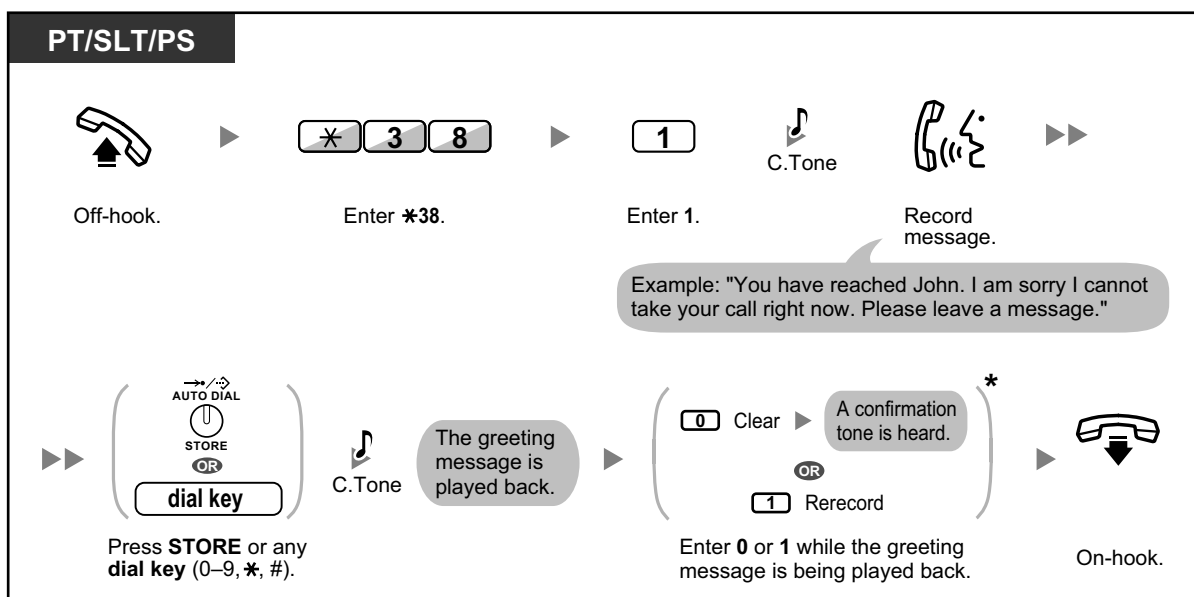 PT/SLT/PS
✳ 3 8
1
C.Tone
Off-hook.
Enter ✳38.
Enter 1.
Record
message.
Example: "You have reached John. I am sorry I cannot
take your call right now. Please leave a message."
AUTO DIAL
STORE
OR
dial key
C.Tone
The greeting
message is
played back.
0 Clear
A confirmation
tone is heard.
OR
1 Rerecord
*
Press STORE or any
dial key (0–9, ✳, #).
Enter 0 or 1 while the greeting
message is being played back.
On-hook.